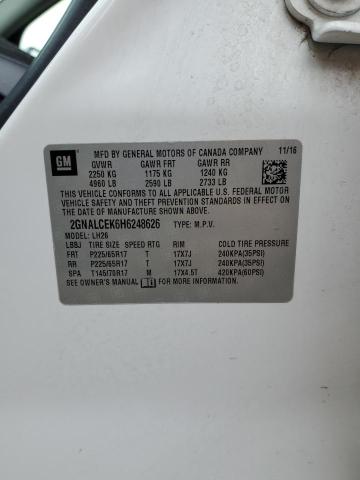 GM
MFD BY GENERAL MOTORS OF CANADA COMPANY 11/16
GVWR GAWR FRT GAWR RR
2250 KG 1175 KG 1240 KG
4960 LB 2590 LB 2733 LB
THIS VEHICLE CONFORMS TO ALL APPLICABLE U.S. FEDERAL MOTOR
VEHICLE SAFETY AND THEFT PREVENTION STANDARDS IN EFFECT
ON THE DATE OF MANUFACTURE SHOWN ABOVE.
2GNALCEK6H6248626 TYPE: M.P.V.
MODEL: LH26
LBBJ TIRE SIZE SPEED RTG RIM COLD TIRE PRESSURE
FRT P225/65R17 T 17X7J 240KPA(35PSI)
RR P225/65R17 T 17X7J 240KPA(35PSI)
SPA T145/70R17 M 17X4.5T 420KPA(60PSI)
SEE OWNER'S MANUAL FOR ADDITIONAL INFORMATION.